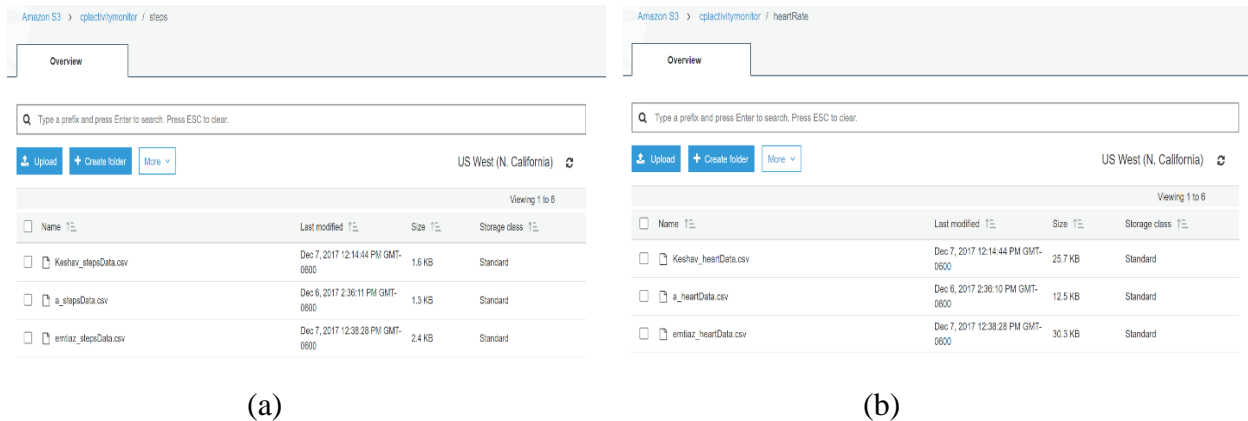 Amazon S3 > cplactivitymonitor / steps
Overview
Type a prefix and press Enter to search. Press ESC to clear.
Upload + Create folder More
US West (N. California)
Viewing 1 to 6
Name Last modified Size Storage class
Keshav_stepsData.csv Dec 7, 2017 12:14:44 PM GMT-0600 1.6 KB Standard
a_stepsData.csv Dec 6, 2017 2:36:11 PM GMT-0600 1.3 KB Standard
emtiaz_stepsData.csv Dec 7, 2017 12:38:28 PM GMT-0600 2.4 KB Standard
(a)
Amazon S3 > cplactivitymonitor / heartRate
Overview
Type a prefix and press Enter to search. Press ESC to clear.
Upload + Create folder More
US West (N. California)
Viewing 1 to 6
Name Last modified Size Storage class
Keshav_heartData.csv Dec 7, 2017 12:14:44 PM GMT-0600 25.7 KB Standard
a_heartData.csv Dec 6, 2017 2:36:10 PM GMT-0600 12.5 KB Standard
emtiaz_heartData.csv Dec 7, 2017 12:38:28 PM GMT-0600 30.3 KB Standard
(b)